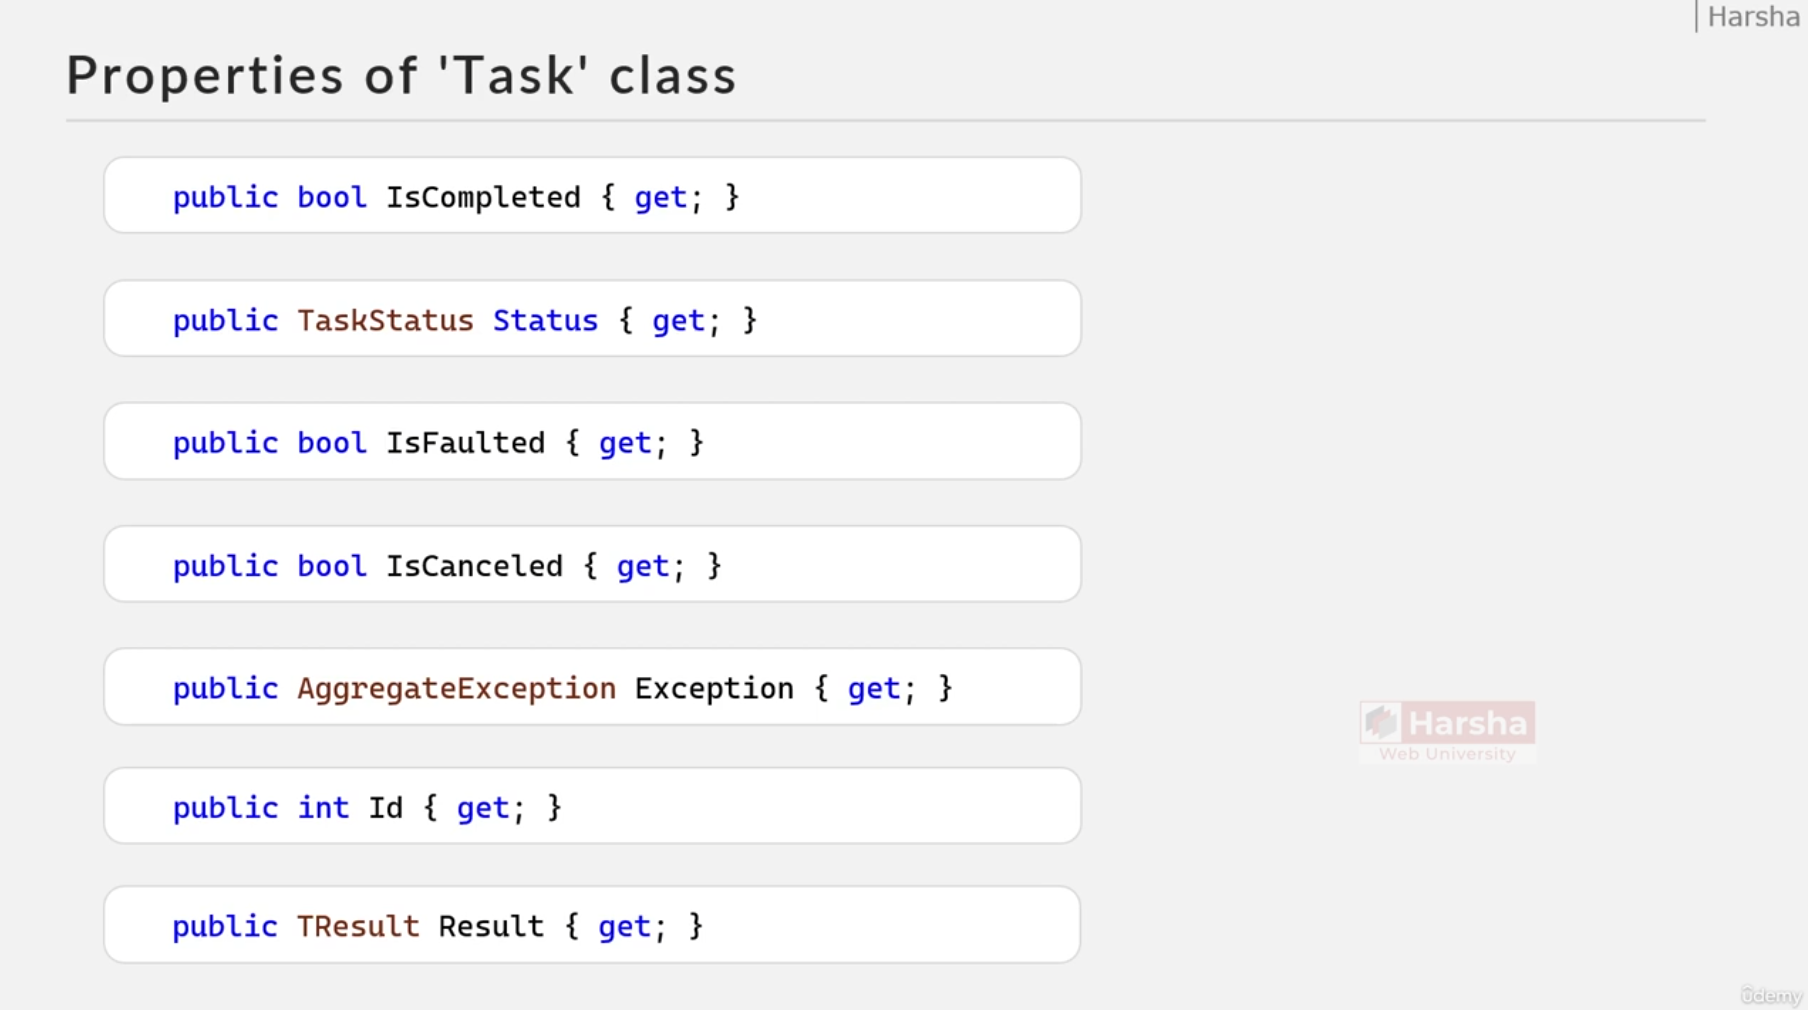 Harsha
Properties of 'Task' class
public bool IsCompleted { get; }
public TaskStatus Status { get; }
public bool IsFaulted { get; }
public bool IsCanceled { get; }
public AggregateException Exception { get; }
public int Id { get; }
public TResult Result { get; }
Harsha
Web University
ûdemy